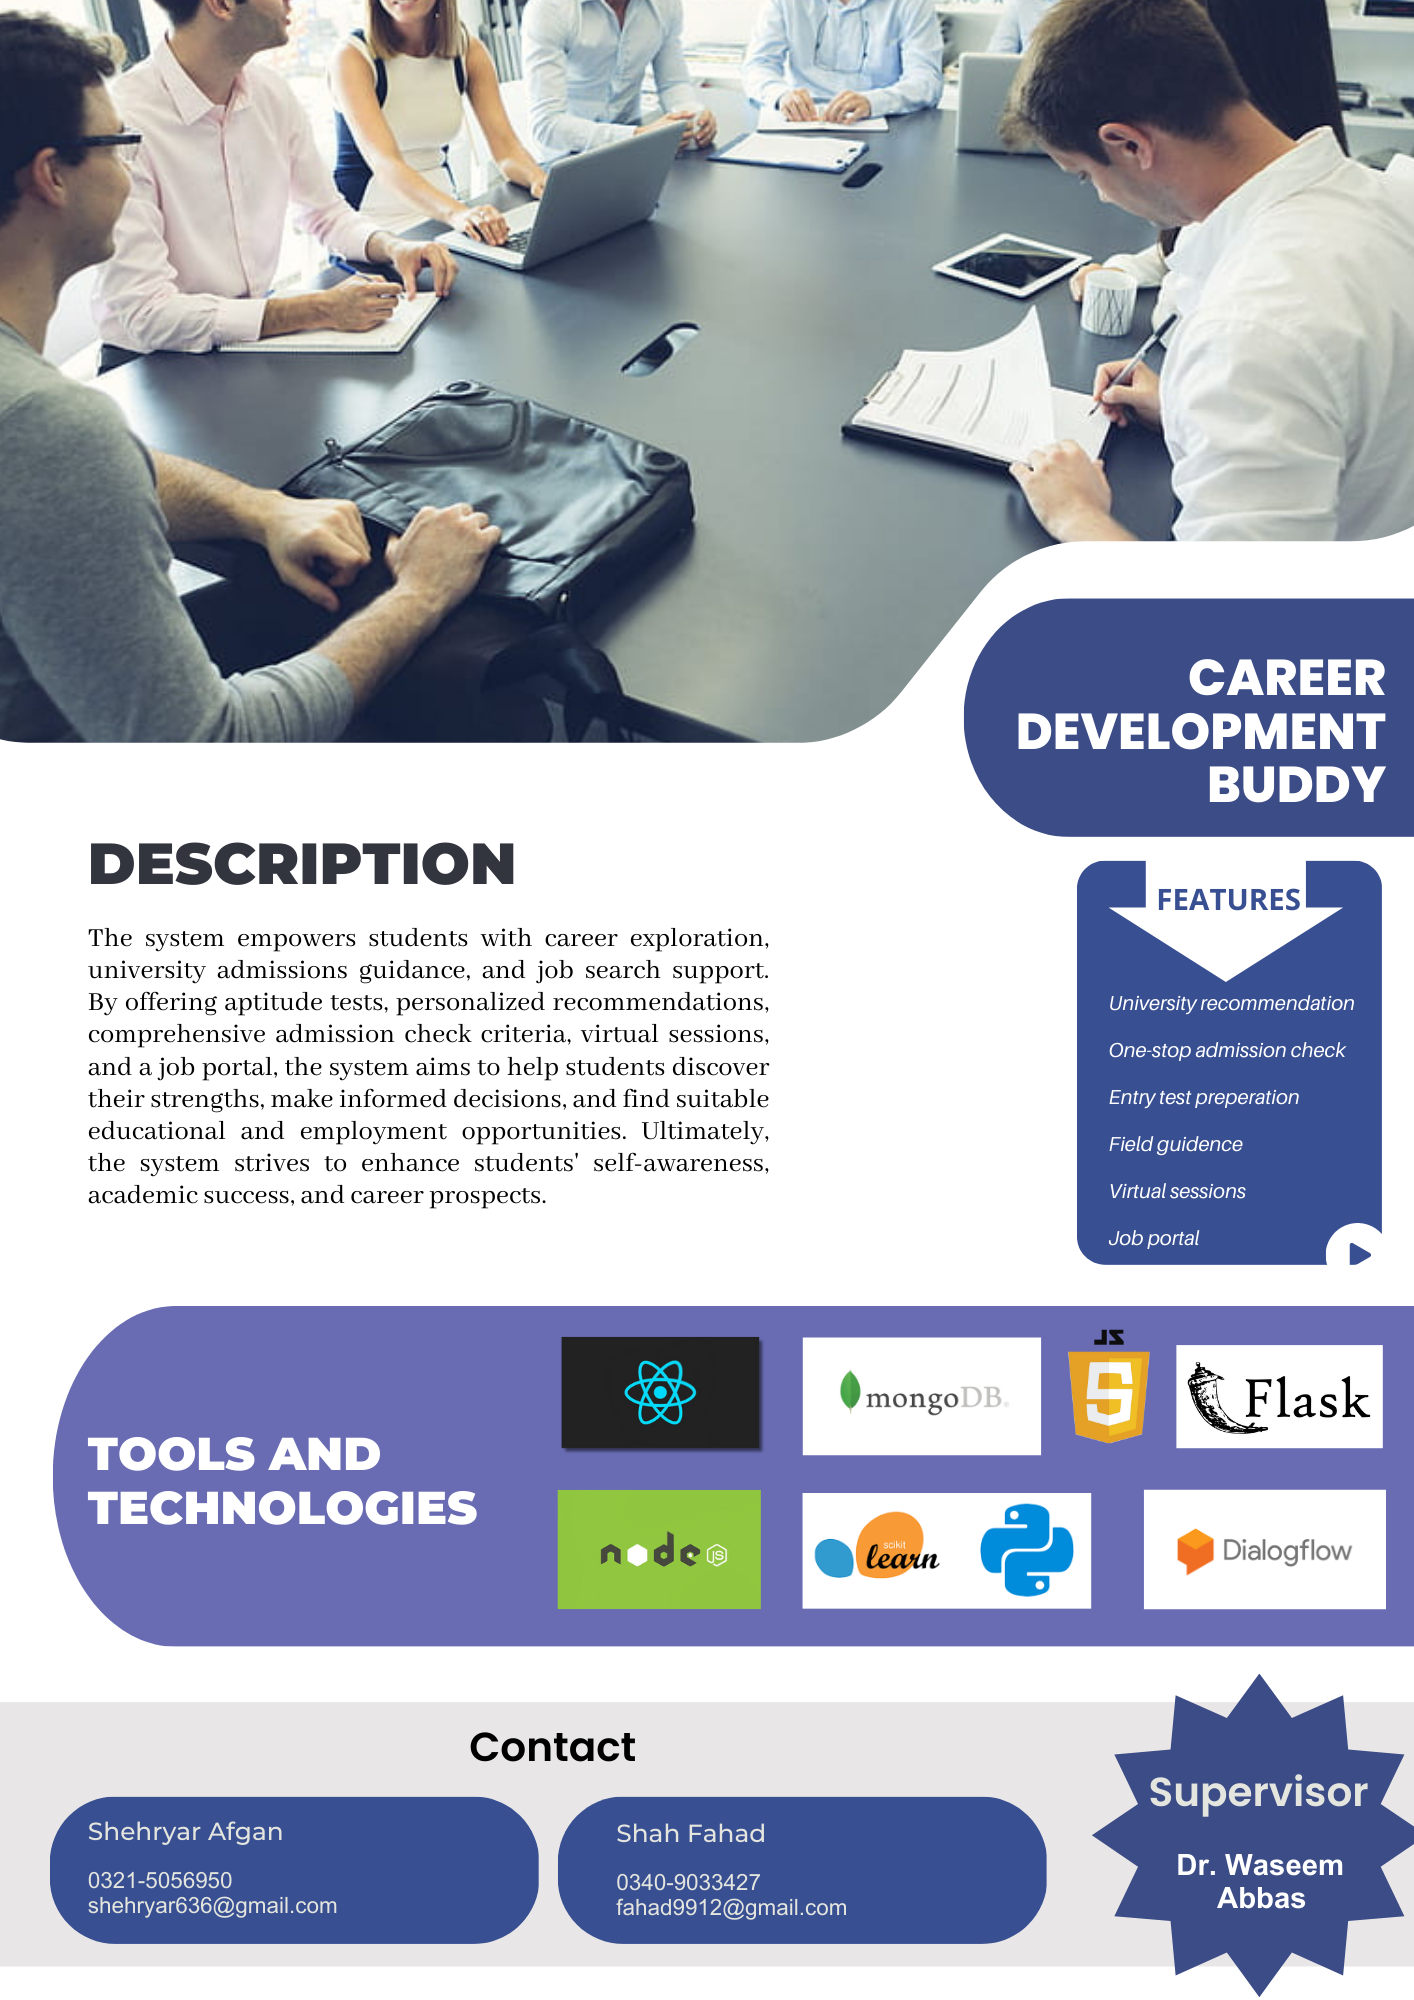 CAREER
DEVELOPMENT
BUDDY
DESCRIPTION
The system empowers students with career exploration,
university admissions guidance, and job search support.
By offering aptitude tests, personalized recommendations,
comprehensive admission check criteria, virtual sessions,
and a job portal, the system aims to help students discover
their strengths, make informed decisions, and find suitable
educational and employment opportunities. Ultimately,
the system strives to enhance students' self-awareness,
academic success, and career prospects.
FEATURES
University recommendation
One-stop admission check
Entry test preperation
Field guidence
Virtual sessions
Job portal
TOOLS AND
TECHNOLOGIES
mongoDB
JS
5
Flask
node JS
scikit
learn
Dialogflow
Contact
Shehryar Afgan
0321-5056950
shehryar636@gmail.com
Shah Fahad
0340-9033427
fahad9912@gmail.com
Supervisor
Dr. Waseem
Abbas